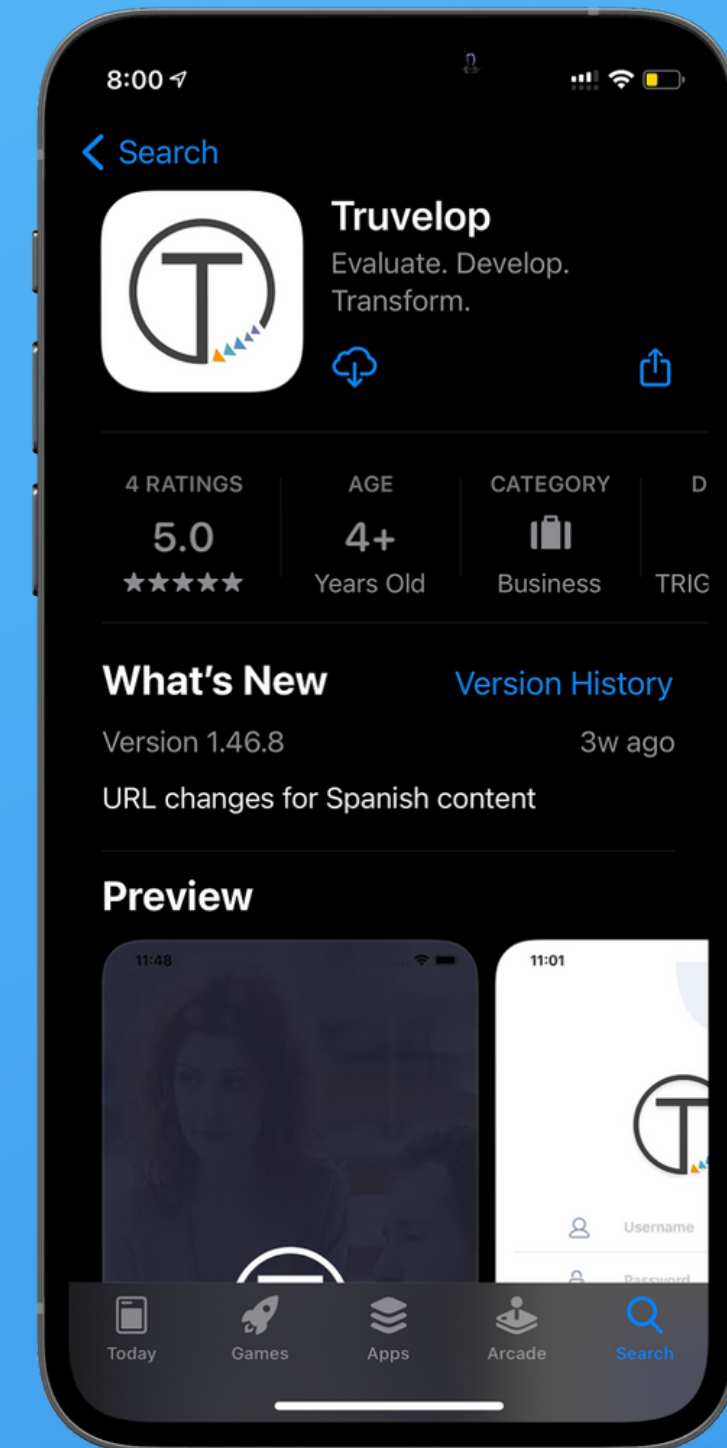 8:00
Search
Truvelop
Evaluate. Develop.
Transform.
4 RATINGS
AGE
CATEGORY
D
5.0
4+
★★★★★
Years Old
Business
TRIG
What's New
Version History
Version 1.46.8
3w ago
URL changes for Spanish content
Preview
11:48
11:01
T
Username
Password
Today
Games
Apps
Arcade
Search